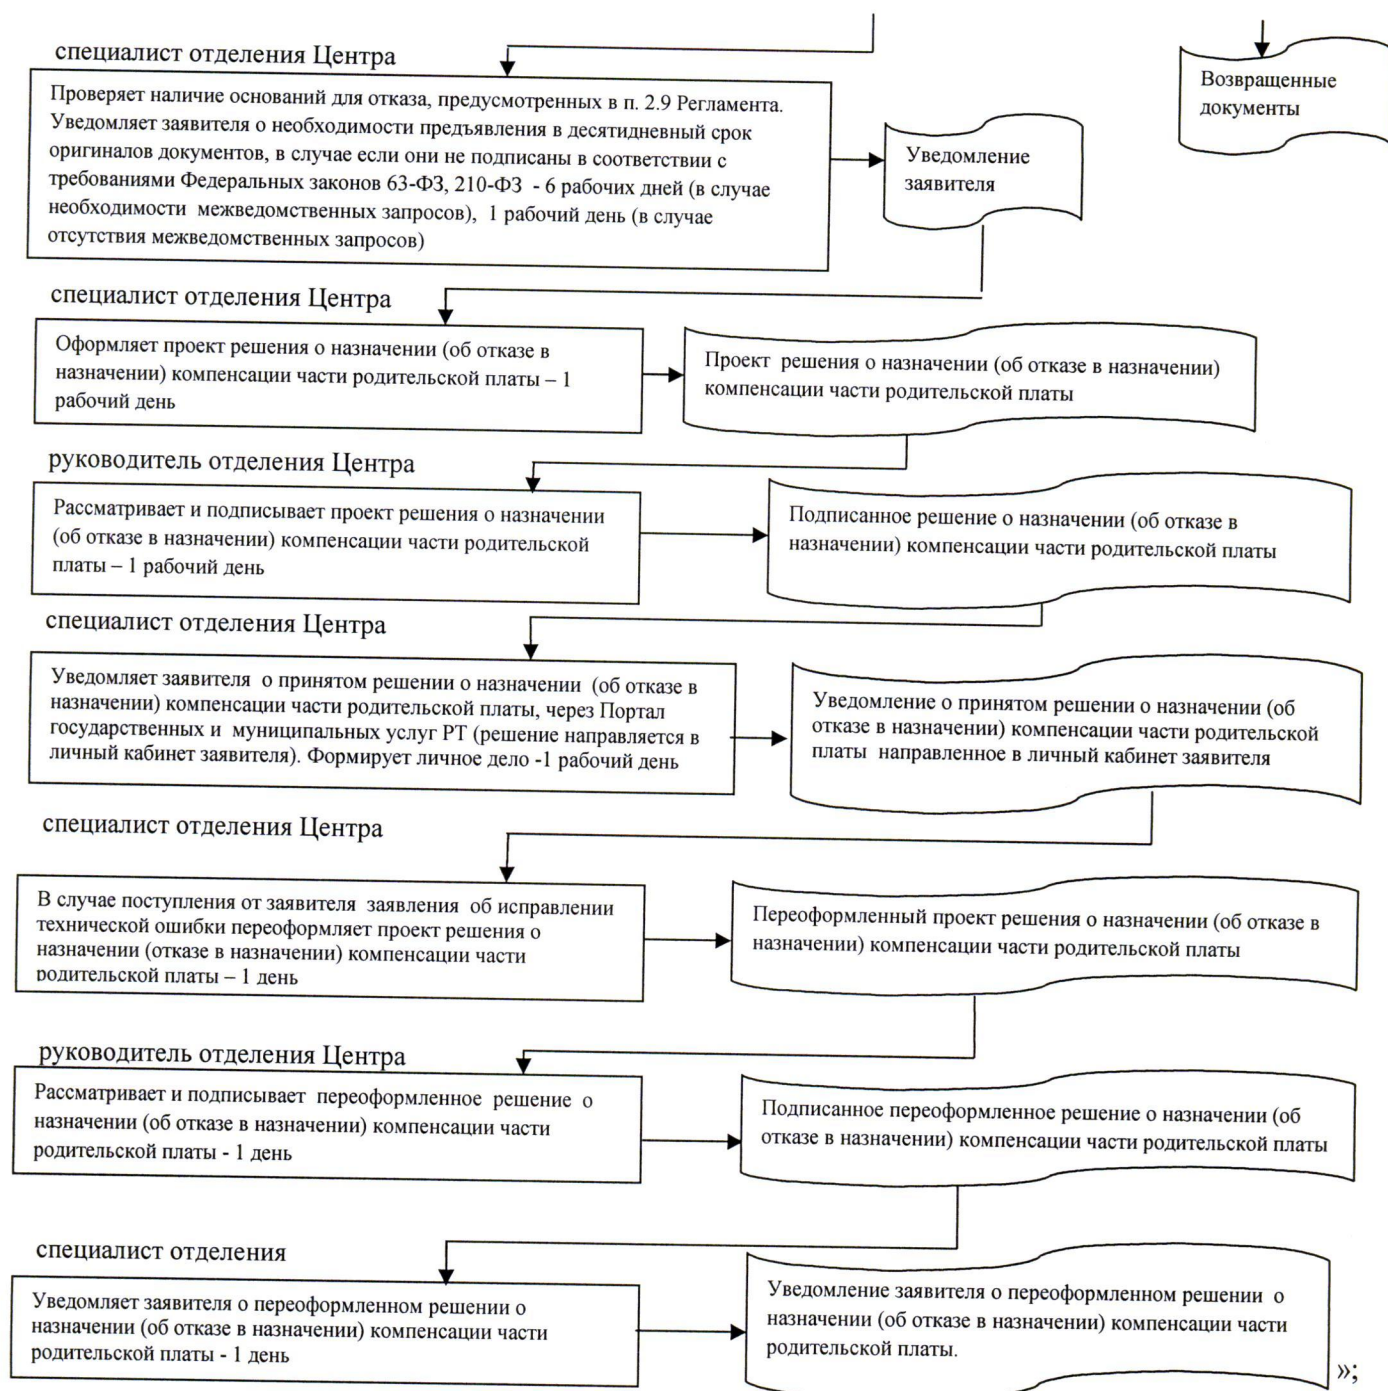 специалист отделения Центра
Возвращенные
документы
Проверяет наличие оснований для отказа, предусмотренных в п. 2.9 Регламента.
Уведомляет заявителя о необходимости предъявления в десятидневный срок
оригиналов документов, в случае если они не подписаны в соответствии с
требованиями Федеральных законов 63-ФЗ, 210-ФЗ - 6 рабочих дней (в случае
необходимости межведомственных запросов), 1 рабочий день (в случае
отсутствия межведомственных запросов)
Уведомление
заявителя
специалист отделения Центра
Оформляет проект решения о назначении (об отказе в
назначении) компенсации части родительской платы – 1
рабочий день
Проект решения о назначении (об отказе в назначении)
компенсации части родительской платы
руководитель отделения Центра
Рассматривает и подписывает проект решения о назначении
(об отказе в назначении) компенсации части родительской
платы – 1 рабочий день
Подписанное решение о назначении (об отказе в
назначении) компенсации части родительской платы
специалист отделения Центра
Уведомляет заявителя о принятом решении о назначении (об отказе в
назначении) компенсации части родительской платы, через Портал
государственных и муниципальных услуг РТ (решение направляется в
личный кабинет заявителя). Формирует личное дело -1 рабочий день
Уведомление о принятом решении о назначении (об
отказе в назначении) компенсации части родительской
платы направленное в личный кабинет заявителя
специалист отделения Центра
В случае поступления от заявителя заявления об исправлении
технической ошибки переоформляет проект решения о
назначении (отказе в назначении) компенсации части
родительской платы – 1 день
Переоформленный проект решения о назначении (об отказе в
назначении) компенсации части родительской платы
руководитель отделения Центра
Рассматривает и подписывает переоформленное решение о
назначении (об отказе в назначении) компенсации части
родительской платы - 1 день
Подписанное переоформленное решение о назначении (об
отказе в назначении) компенсации части родительской платы
специалист отделения
Уведомляет заявителя о переоформленном решении о
назначении (об отказе в назначении) компенсации части
родительской платы - 1 день
Уведомление заявителя о переоформленном решении о
назначении (об отказе в назначении) компенсации части
родительской платы.
»;